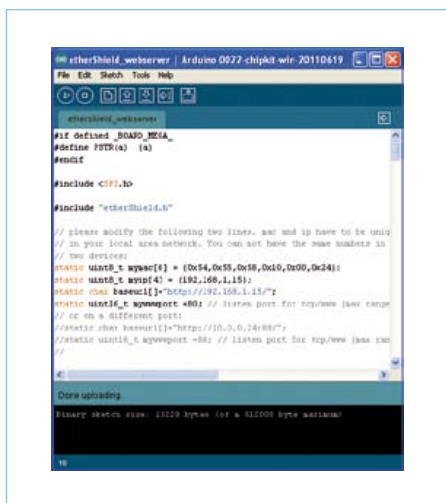 etherShield_webserver | Arduino 0022-chipkit-win-20110619
File Edit Sketch Tools Help
etherShield_webserver
#if defined _BOARD_MEGA_
#define PSTR(a) (a)
#endif
#include <SPI.h>
#include "etherShield.h"
// please modify the following two lines. mac and ip have to be uniq
// in your local area network. You can not have the same numbers in
// two devices:
static uint8_t mymac[6] = {0x54,0x55,0x58,0x10,0x00,0x24};
static uint8_t myip[4] = {192,168,1,15};
static char baseurl[]="http://192.168.1.15/";
static uint16_t mywwwport =80; // listen port for tcp/www (max range
// or on a different port:
//static char baseurl[]="http://10.0.0.24:88/";
//static uint16_t mywwwport =88; // listen port for tcp/www (max ran
//
Done uploading.
Binary sketch size: 13220 bytes (of a 512000 byte maximum)